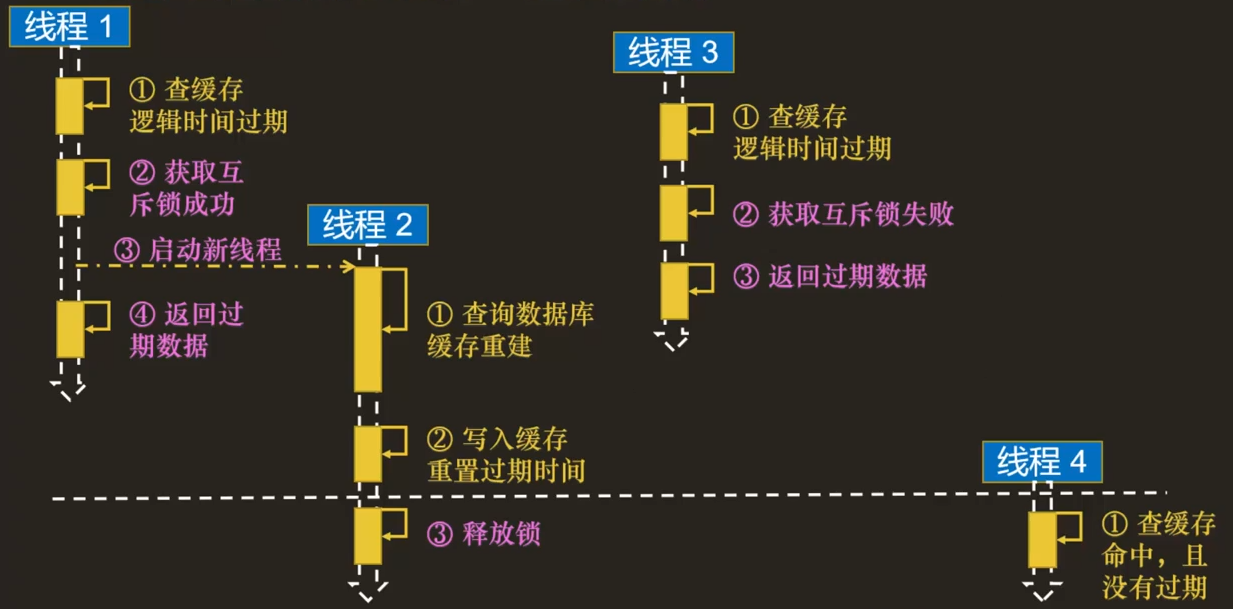 线程 1
① 查缓存
逻辑时间过期
② 获取互
斥锁成功
③ 启动新线程
④ 返回过
期数据
线程 2
① 查询数据库
缓存重建
② 写入缓存
重置过期时间
③ 释放锁
线程 3
① 查缓存
逻辑时间过期
② 获取互斥锁失败
③ 返回过期数据
线程 4
① 查缓存
命中，且
没有过期